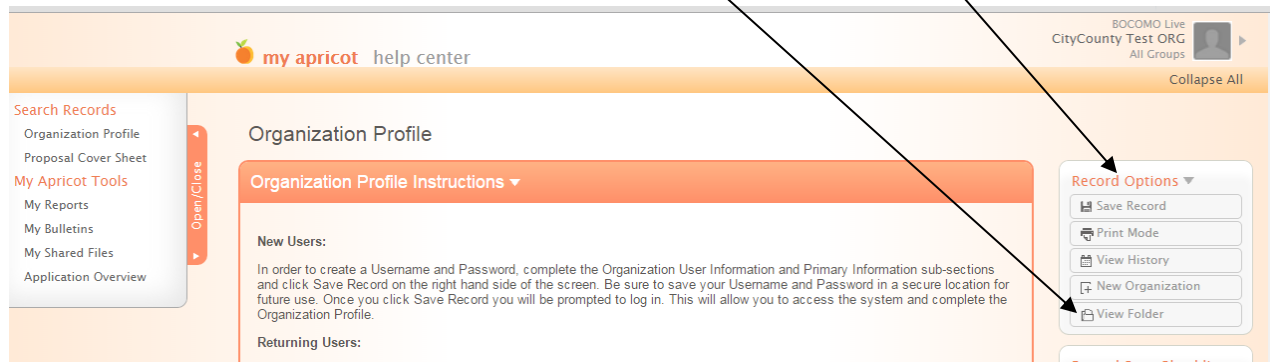 BOCOMO Live
CityCounty Test ORG
All Groups
my apricot help center
Collapse All
Search Records
Organization Profile
Proposal Cover Sheet
My Apricot Tools
My Reports
My Bulletins
My Shared Files
Application Overview
Open/Close
Organization Profile
Organization Profile Instructions
New Users:
In order to create a Username and Password, complete the Organization User Information and Primary Information sub-sections
and click Save Record on the right hand side of the screen. Be sure to save your Username and Password in a secure location for
future use. Once you click Save Record you will be prompted to log in. This will allow you to access the system and complete the
Organization Profile.
Returning Users:
Record Options
Save Record
Print Mode
View History
New Organization
View Folder